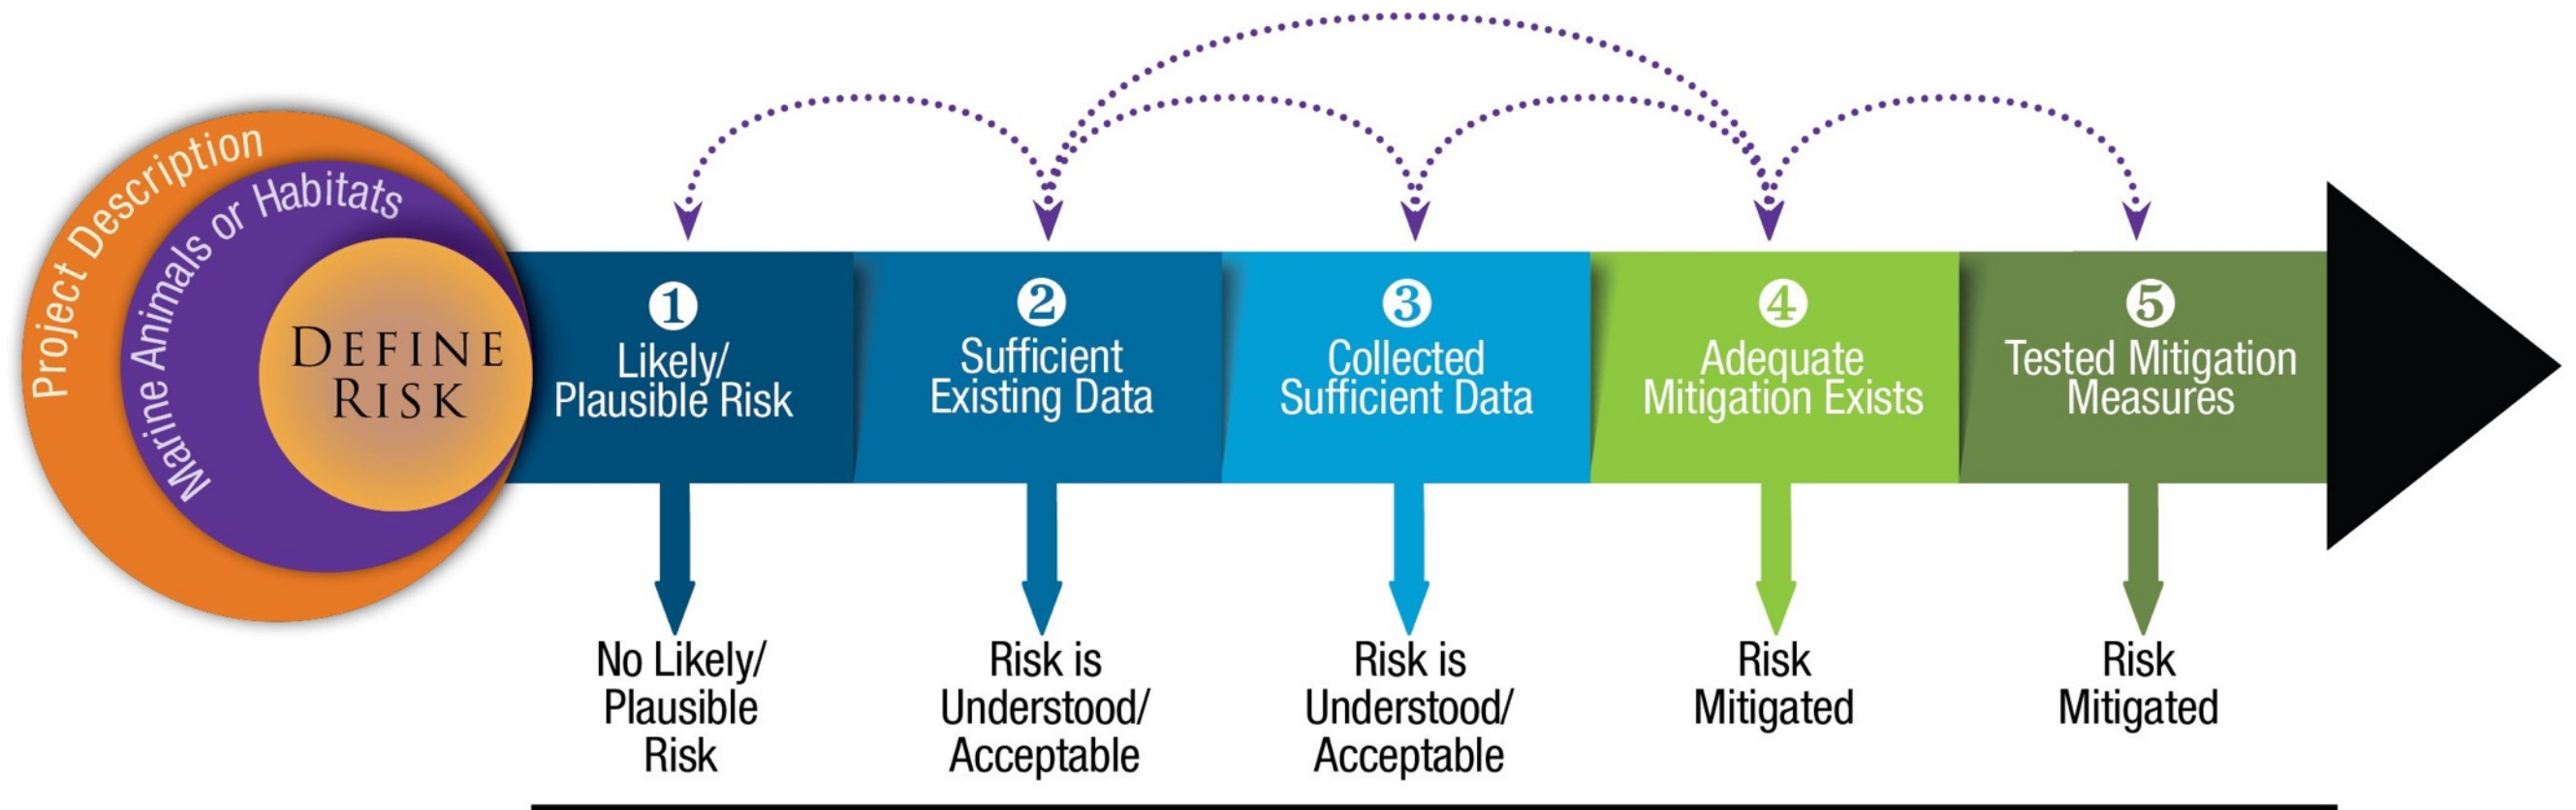 Project Description
Marine Animals or Habitats
DEFINE
RISK
1
Likely/
Plausible Risk
2
Sufficient
Existing Data
3
Collected
Sufficient Data
4
Adequate
Mitigation Exists
5
Tested Mitigation
Measures
No Likely/
Plausible
Risk
Risk is
Understood/
Acceptable
Risk is
Understood/
Acceptable
Risk
Mitigated
Risk
Mitigated